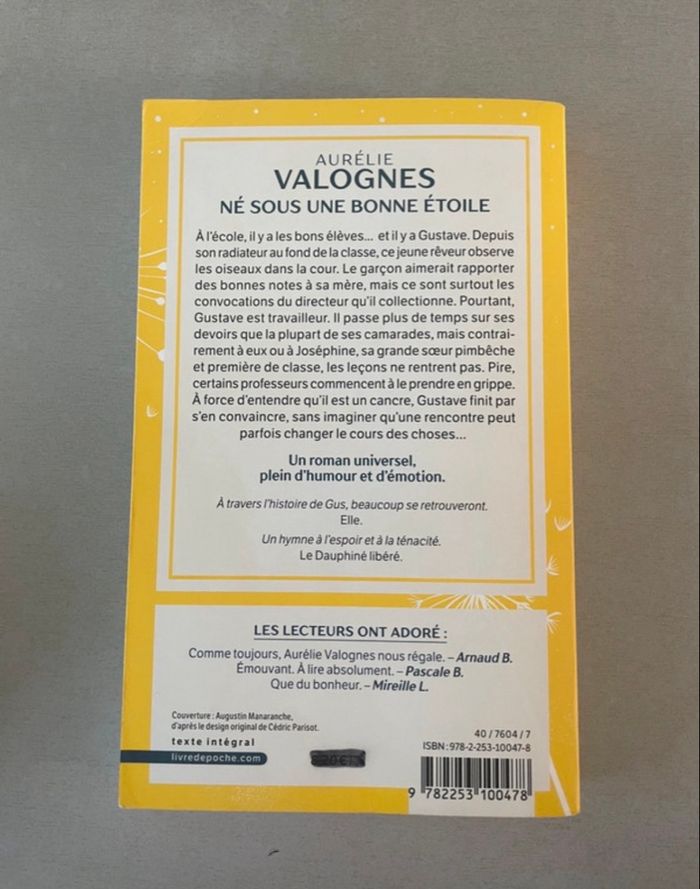 AURÉLIE
VALOGNES
NÉ SOUS UNE BONNE ÉTOILE
À l'école, il y a les bons élèves... et il y a Gustave. Depuis
son radiateur au fond de la classe, ce jeune rêveur observe
les oiseaux dans la cour. Le garçon aimerait rapporter
des bonnes notes à sa mère, mais ce sont surtout les
convocations du directeur qu'il collectionne. Pourtant,
Gustave est travailleur. Il passe plus de temps sur ses
devoirs que la plupart de ses camarades, mais contrai-
rement à eux ou à Joséphine, sa grande sœur pimbêche
et première de classe, les leçons ne rentrent pas. Pire,
certains professeurs commencent à le prendre en grippe.
À force d'entendre qu'il est un cancre, Gustave finit par
s'en convaincre, sans imaginer qu'une rencontre peut
parfois changer le cours des choses...
Un roman universel,
plein d'humour et d'émotion.
À travers l'histoire de Gus, beaucoup se retrouveront.
Elle.
Un hymne à l'espoir et à la ténacité.
Le Dauphiné libéré.
LES LECTEURS ONT ADORÉ :
Comme toujours, Aurélie Valognes nous régale. – Arnaud B.
Émouvant. À lire absolument. – Pascale B.
Que du bonheur. – Mireille L.
Couverture : Augustin Manaranche,
d'après le design original de Cédric Parisot.
texte intégral
livredepoche.com
40 / 7604 / 7
ISBN : 978-2-253-10047-8
9 782253 100478